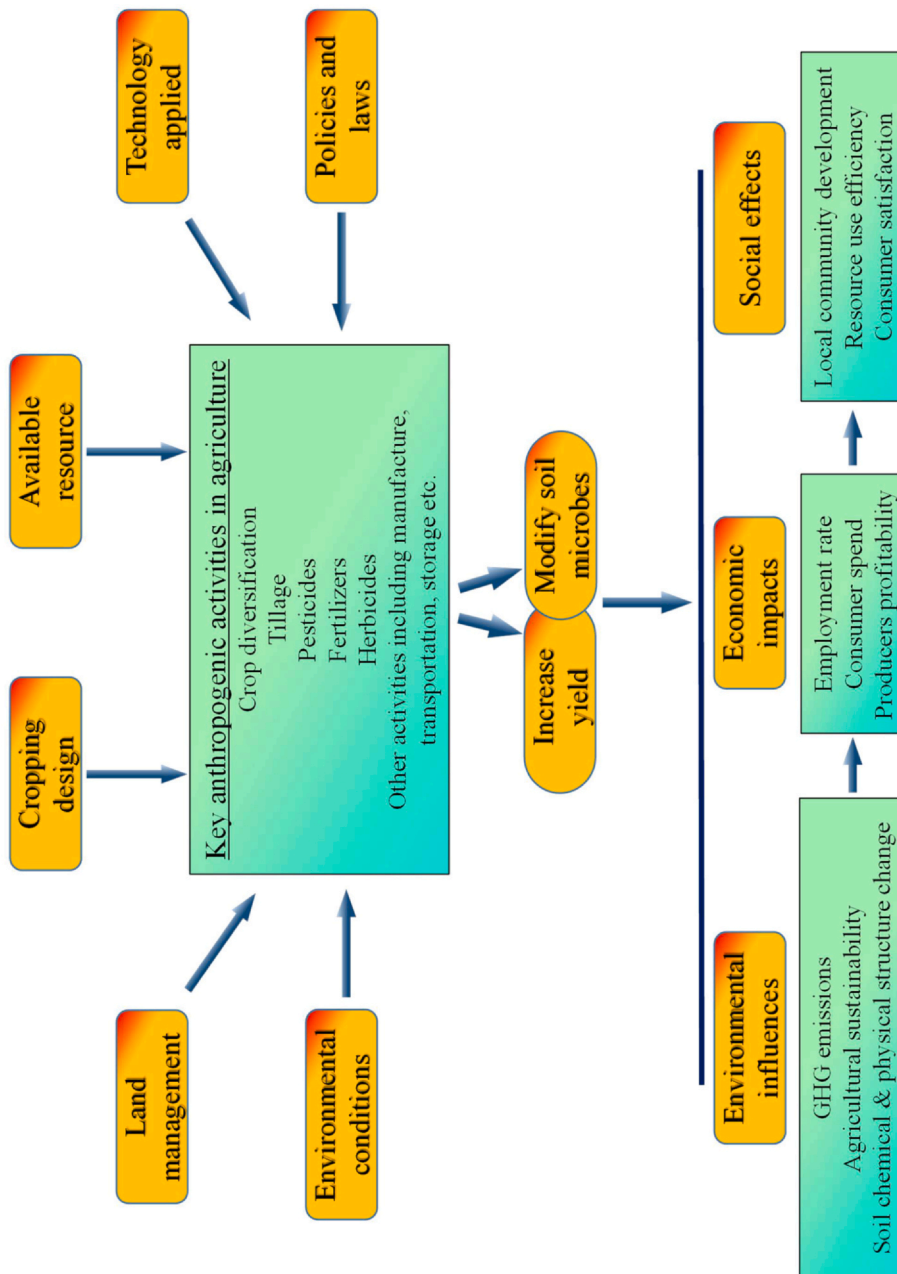 Cropping
design
Available
resource
Land
management
Technology
applied
Environmental
conditions
Policies and
laws
Key anthropogenic activities in agriculture
Crop diversification
Tillage
Pesticides
Fertilizers
Herbicides
Other activities including manufacture,
transportation, storage etc.
Increase
yield
Modify soil
microbes
Environmental
influences
Economic
impacts
Social effects
GHG emissions
Agricultural sustainability
Soil chemical & physical structure change
Employment rate
Consumer spend
Producers profitability
Local community development
Resource use efficiency
Consumer satisfaction